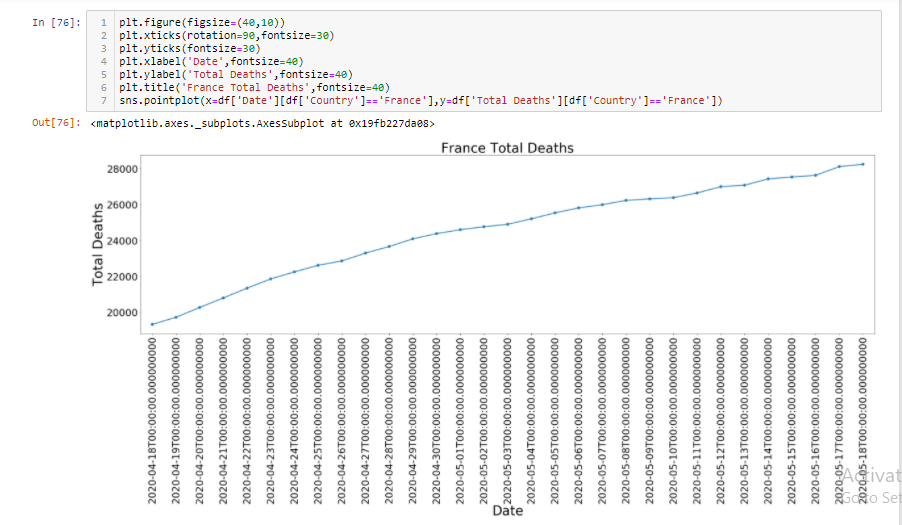 In [76]:
1 plt.figure(figsize=(40,10))
2 plt.xticks(rotation=90,fontsize=30)
3 plt.yticks(fontsize=30)
4 plt.xlabel('Date',fontsize=40)
5 plt.ylabel('Total Deaths',fontsize=40)
6 plt.title('France Total Deaths',fontsize=40)
7 sns.pointplot(x=df['Date'][df['Country']=='France'],y=df['Total Deaths'][df['Country']=='France'])
Out[76]: <matplotlib.axes._subplots.AxesSubplot at 0x19fb227da08>
France Total Deaths
Total Deaths
28000
26000
24000
22000
20000
2020-04-18T00:00:00.000000000
2020-04-19T00:00:00.000000000
2020-04-20T00:00:00.000000000
2020-04-21T00:00:00.000000000
2020-04-22T00:00:00.000000000
2020-04-23T00:00:00.000000000
2020-04-24T00:00:00.000000000
2020-04-25T00:00:00.000000000
2020-04-26T00:00:00.000000000
2020-04-27T00:00:00.000000000
2020-04-28T00:00:00.000000000
2020-04-29T00:00:00.000000000
2020-04-30T00:00:00.000000000
2020-05-01T00:00:00.000000000
2020-05-02T00:00:00.000000000
2020-05-03T00:00:00.000000000
2020-05-04T00:00:00.000000000
2020-05-05T00:00:00.000000000
2020-05-06T00:00:00.000000000
2020-05-07T00:00:00.000000000
2020-05-08T00:00:00.000000000
2020-05-09T00:00:00.000000000
2020-05-10T00:00:00.000000000
2020-05-11T00:00:00.000000000
2020-05-12T00:00:00.000000000
2020-05-13T00:00:00.000000000
2020-05-14T00:00:00.000000000
2020-05-15T00:00:00.000000000
2020-05-16T00:00:00.000000000
2020-05-17T00:00:00.000000000
2020-05-18T00:00:00.000000000
Date
Activat
Go to Set